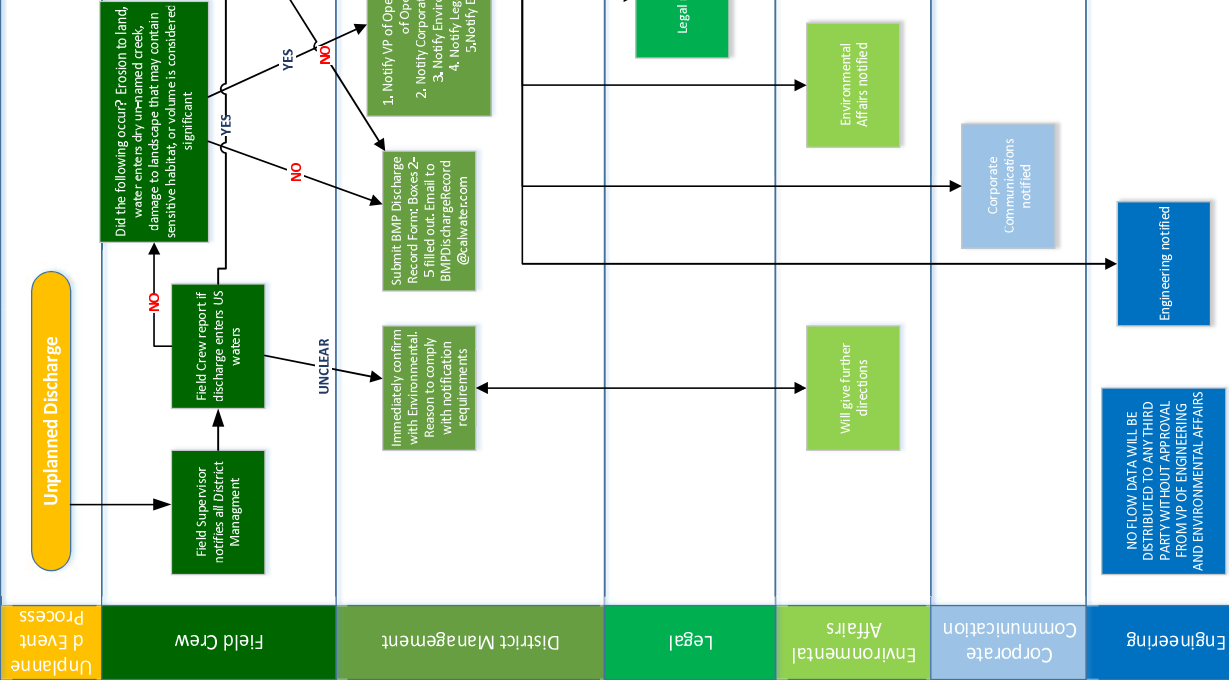 Unplanned Discharge
Field Supervisor
notifies all District
Managment
Field Crew report if
discharge enters US
waters
NO
Did the following occur? Erosion to land,
water enters dry un-named creek,
damage to landscape that may contain
sensitive habitat, or volume is considered
significant
YES
YES
NO
NO
UNCLEAR
Immediately confirm
with Environmental.
Reason to comply
with notification
requirements
Submit BMP Discharge
Record Form; Boxes 2-
5 filled out. Email to
BMPDischargeRecord
@calwater.com
1. Notify VP of Ope
of Ope
2. Notify Corporat
3. Notify Enviro
4. Notify Leg
5.Notify E
Legal
Environmental
Affairs notified
Will give further
directions
Corporate
Communications
notified
Engineering notified
NO FLOW DATA WILL BE
DISTRIBUTED TO ANY THIRD
PARTY WITHOUT APPROVAL
FROM VP OF ENGINEERING
AND ENVIRONMENTAL AFFAIRS
Unplanne
d Event
Process
Field Crew
District Management
Legal
Environmental
Affairs
Corporate
Communication
Engineering